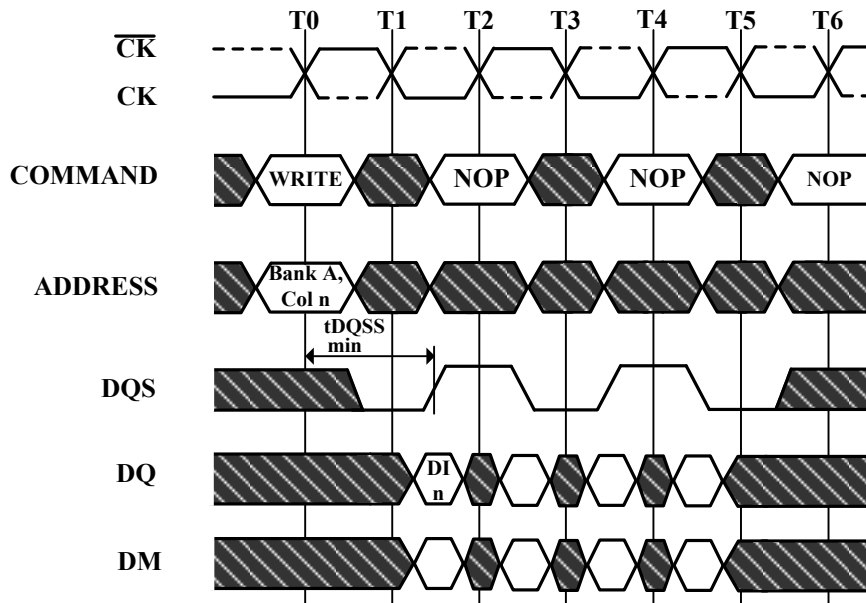 T0 T1 T2 T3 T4 T5 T6
CK
CK
COMMAND WRITE NOP NOP NOP
ADDRESS Bank A,
Col n
tDQSS
min
DQS
DQ DI
n
DM